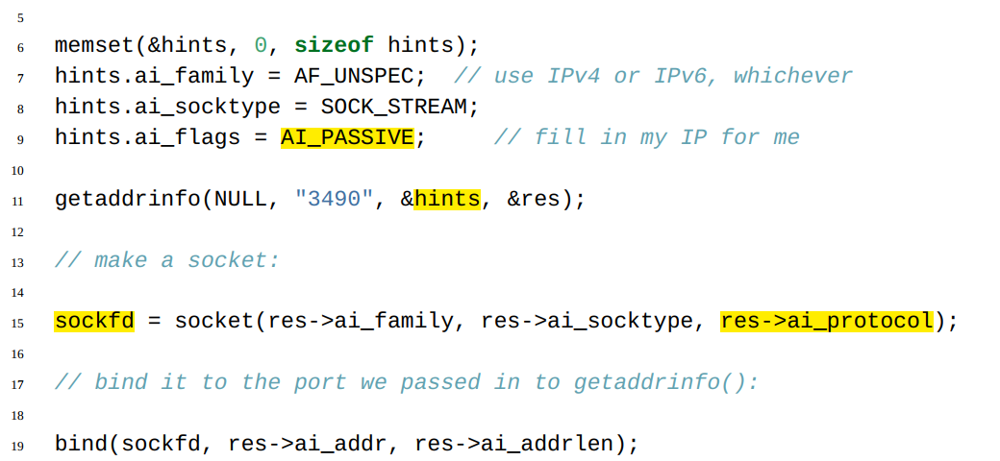 5
6 memset(&hints, 0, sizeof hints);
7 hints.ai_family = AF_UNSPEC; // use IPv4 or IPv6, whichever
8 hints.ai_socktype = SOCK_STREAM;
9 hints.ai_flags = AI_PASSIVE; // fill in my IP for me
10
11 getaddrinfo(NULL, "3490", &hints, &res);
12
13 // make a socket:
14
15 sockfd = socket(res->ai_family, res->ai_socktype, res->ai_protocol);
16
17 // bind it to the port we passed in to getaddrinfo():
18
19 bind(sockfd, res->ai_addr, res->ai_addrlen);